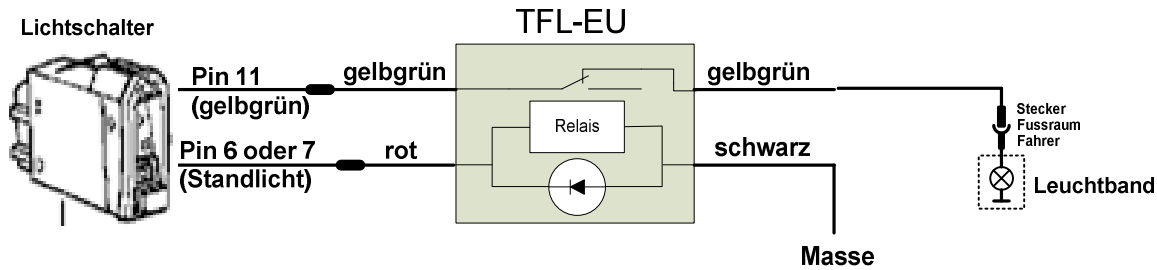 TFL-EU
Lichtschalter
Pin 11
(gelbgrün)
gelbgrün
gelbgrün
Stecker
Fussraum
Fahrer
Relais
Pin 6 oder 7
(Standlicht)
rot
schwarz
Leuchtband
Masse